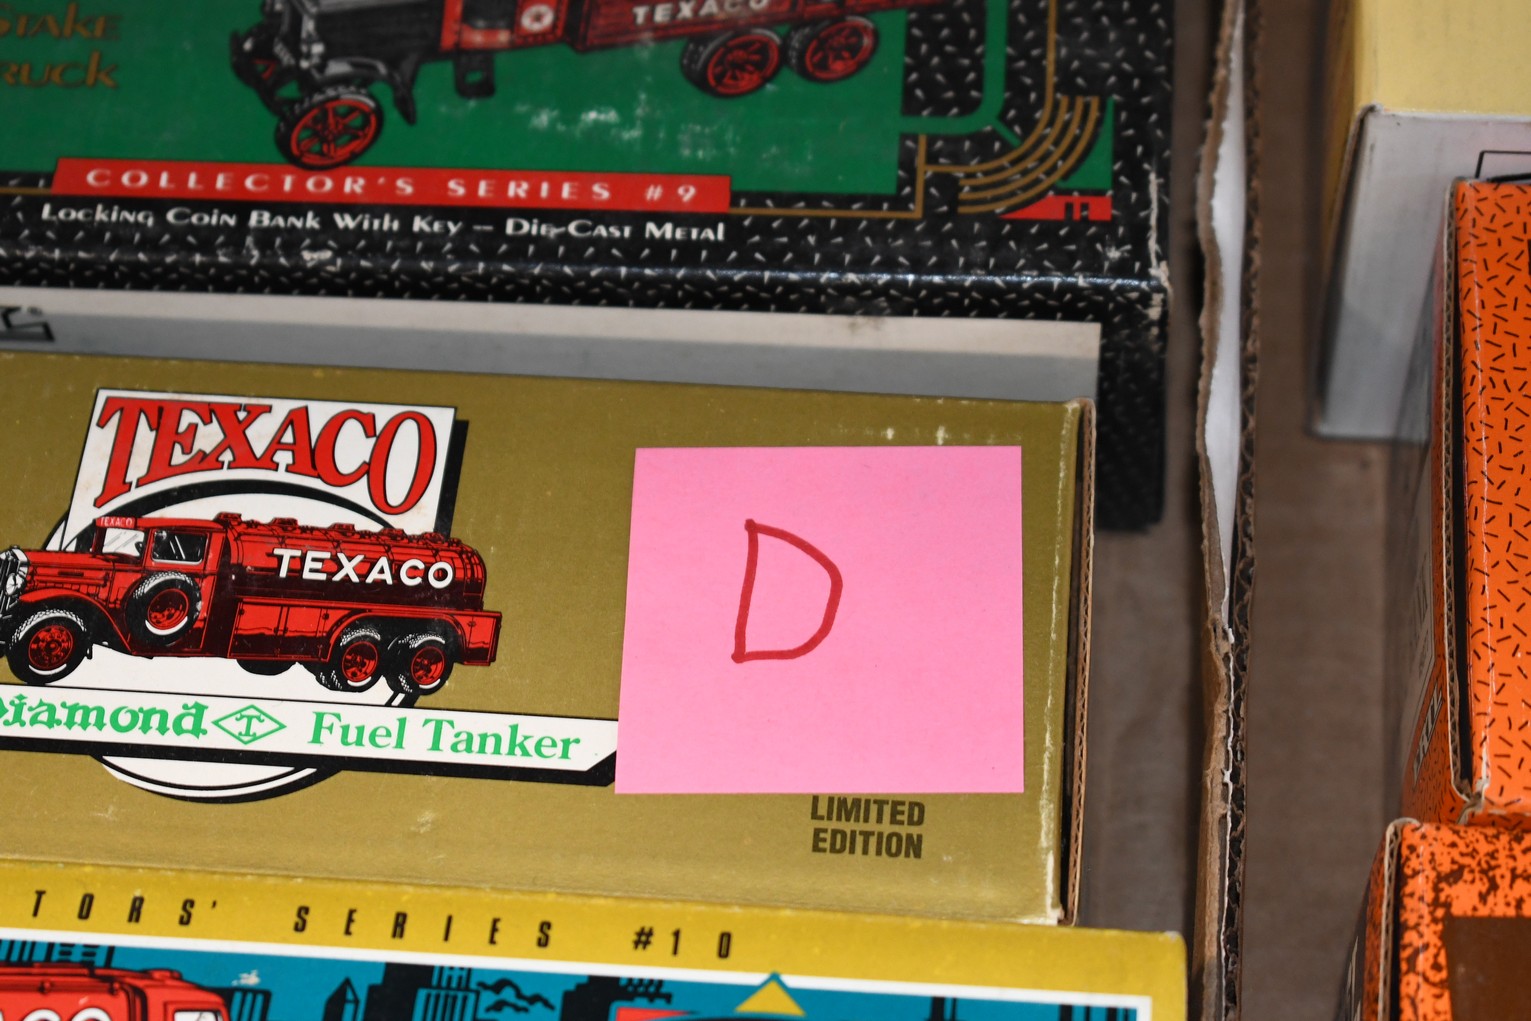 STAKE
TEXACO
COLLECTOR'S SERIES #9
Locking Coin Bank With Key – Die-Cast Metal
TEXACO
TEXACO
TEXACO
D
Diamond T Fuel Tanker
LIMITED
EDITION
TORS' SERIES #10